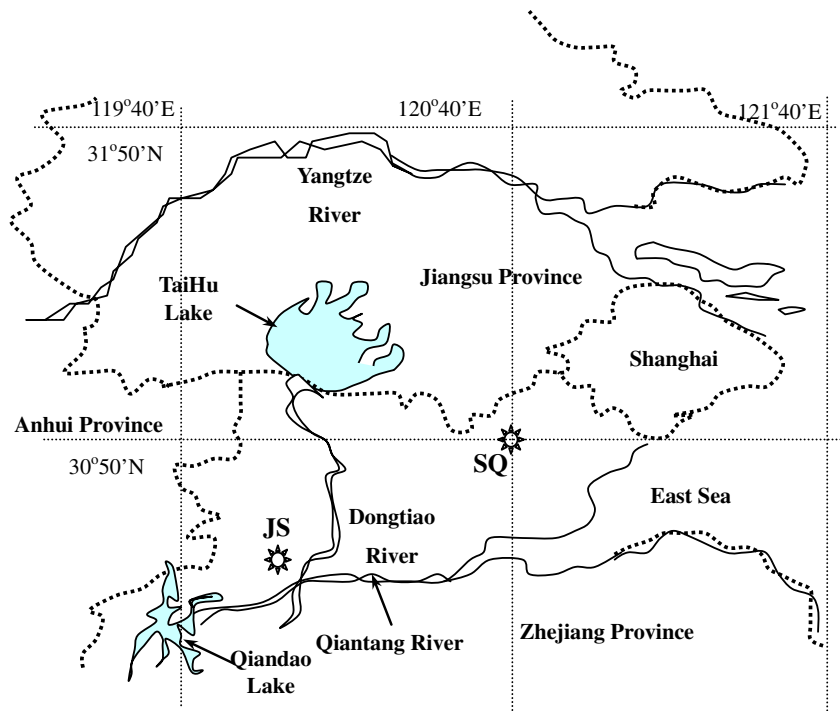 119°40'E
120°40'E
121°40'E
31°50'N
Yangtze
River
TaiHu
Lake
Jiangsu Province
Shanghai
Anhui Province
30°50'N
SQ
East Sea
JS
Dongtiao
River
Qiantang River
Zhejiang Province
Qiandao
Lake